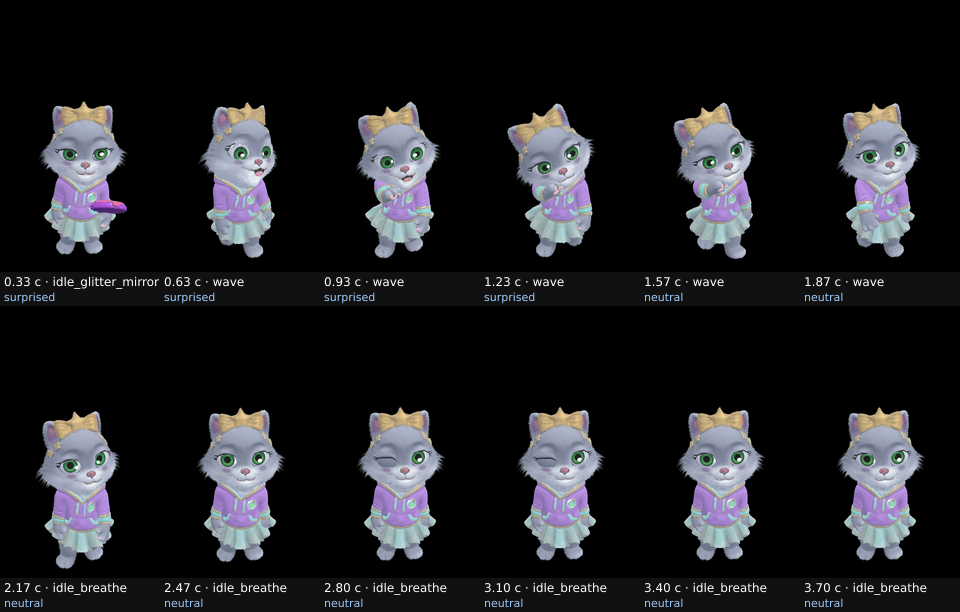 0.33 c · idle_glitter_mirror
surprised
0.63 c · wave
surprised
0.93 c · wave
surprised
1.23 c · wave
surprised
1.57 c · wave
neutral
1.87 c · wave
neutral
2.17 c · idle_breathe
neutral
2.47 c · idle_breathe
neutral
2.80 c · idle_breathe
neutral
3.10 c · idle_breathe
neutral
3.40 c · idle_breathe
neutral
3.70 c · idle_breathe
neutral